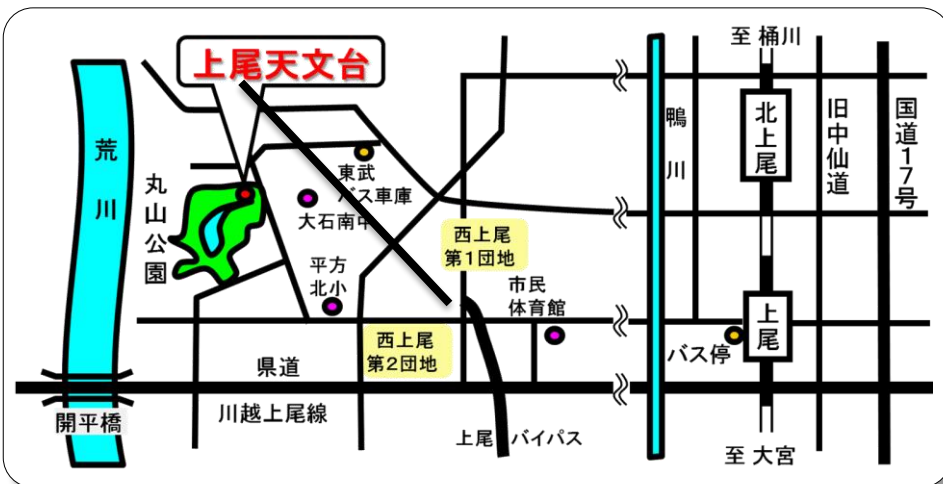 至 桶川
上尾天文台
荒川
丸山公園
東武
バス車庫
大石南中
平方
北小
西上尾
第1団地
市民
体育館
西上尾
第2団地
県道
川越上尾線
開平橋
上尾 バイパス
鴨川
北上尾
旧中仙道
国道17号
上尾
バス停
至 大宮